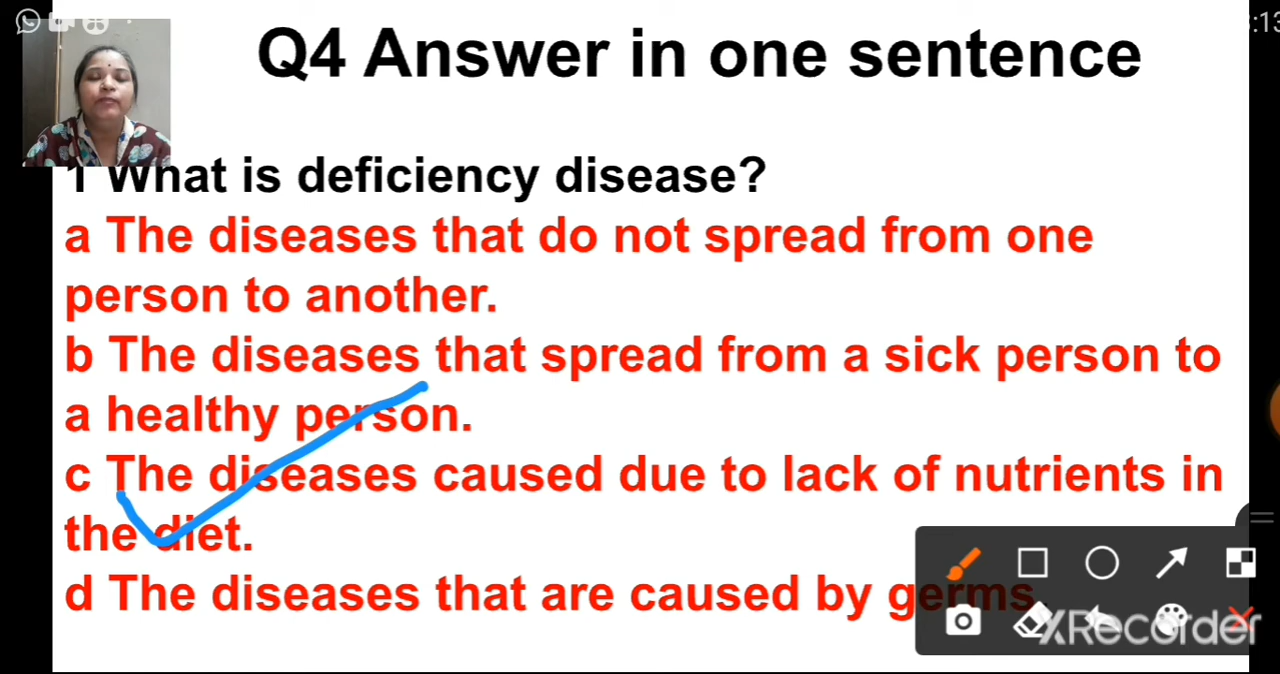 :13
Q4 Answer in one sentence
1 What is deficiency disease?
a The diseases that do not spread from one
person to another.
b The diseases that spread from a sick person to
a healthy person.
c The diseases caused due to lack of nutrients in
the diet.
d The diseases that are caused by germs
XRecorder